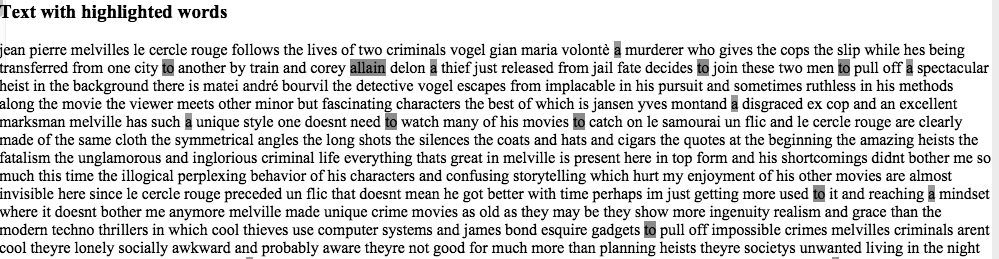 Text with highlighted words
jean pierre melvilles le cercle rouge follows the lives of two criminals vogel gian maria volontè a murderer who gives the cops the slip while hes being
transferred from one city to another by train and corey allain delon a thief just released from jail fate decides to join these two men to pull off a spectacular
heist in the background there is matei andré bourvil the detective vogel escapes from implacable in his pursuit and sometimes ruthless in his methods
along the movie the viewer meets other minor but fascinating characters the best of which is jansen yves montand a disgraced ex cop and an excellent
marksman melville has such a unique style one doesnt need to watch many of his movies to catch on le samourai un flic and le cercle rouge are clearly
made of the same cloth the symmetrical angles the long shots the silences the coats and hats and cigars the quotes at the beginning the amazing heists the
fatalism the unglamorous and inglorious criminal life everything thats great in melville is present here in top form and his shortcomings didnt bother me so
much this time the illogical perplexing behavior of his characters and confusing storytelling which hurt my enjoyment of his other movies are almost
invisible here since le cercle rouge preceded un flic that doesnt mean he got better with time perhaps im just getting more used to it and reaching a mindset
where it doesnt bother me anymore melville made unique crime movies as old as they may be they show more ingenuity realism and grace than the
modern techno thrillers in which cool thieves use computer systems and james bond esquire gadgets to pull off impossible crimes melvilles criminals arent
cool theyre lonely socially awkward and probably aware theyre not good for much more than planning heists theyre societys unwanted living in the night